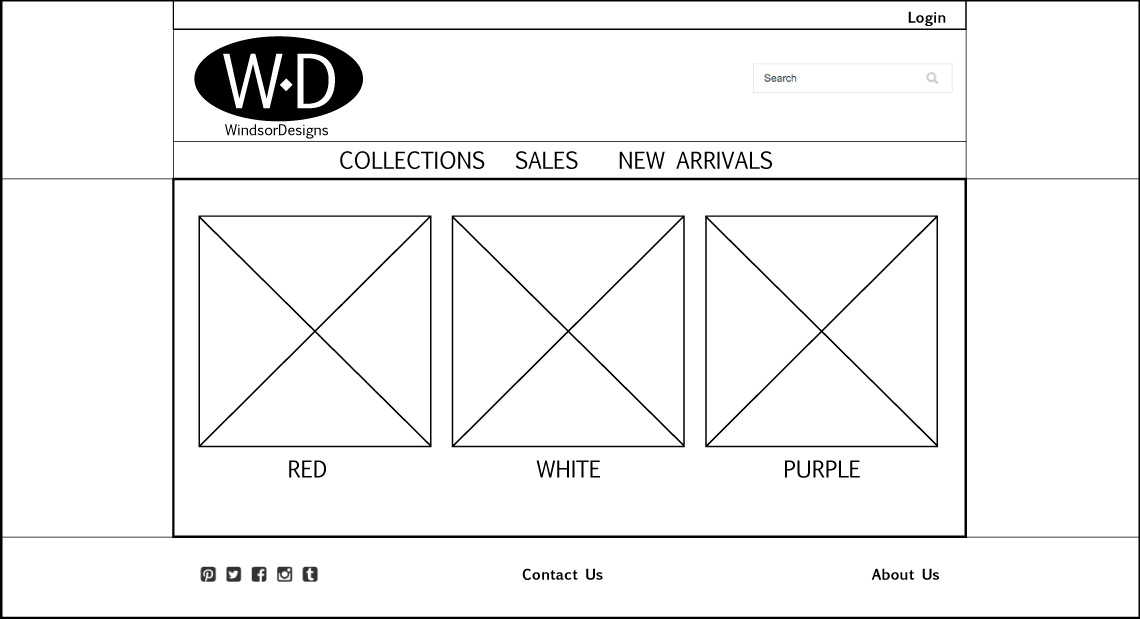 Login
W◆D
WindsorDesigns
Search
COLLECTIONS SALES NEW ARRIVALS
RED WHITE PURPLE
Contact Us About Us